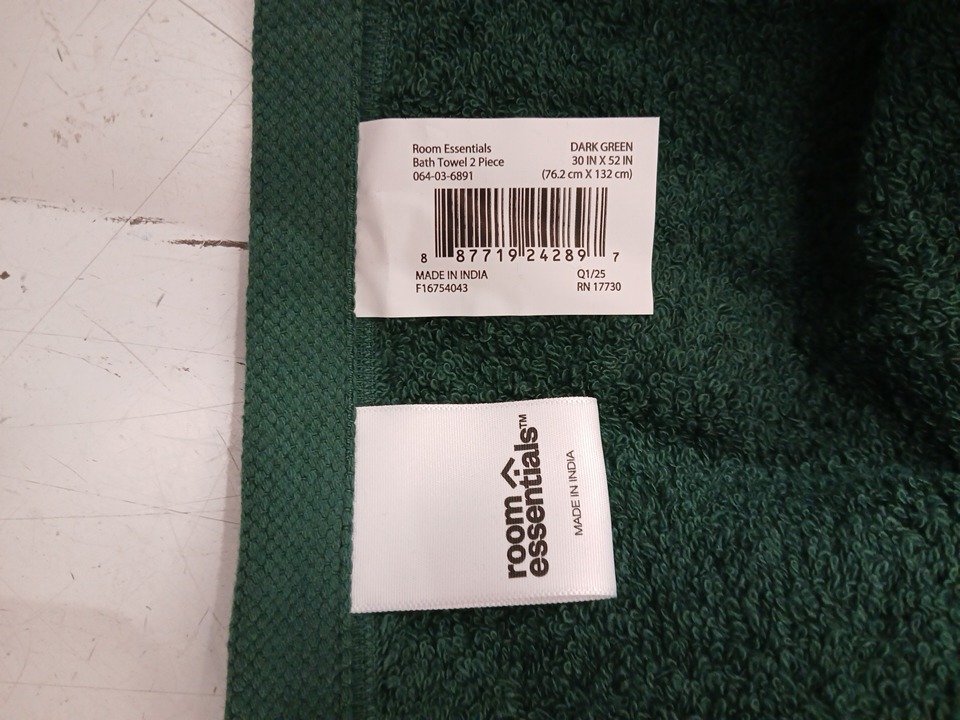 Room Essentials
Bath Towel 2 Piece
064-03-6891
DARK GREEN
30 IN X 52 IN
(76.2 cm X 132 cm)
8 87719 24289 7
MADE IN INDIA
F16754043
Q1/25
RN 17730
room
essentials™
MADE IN INDIA